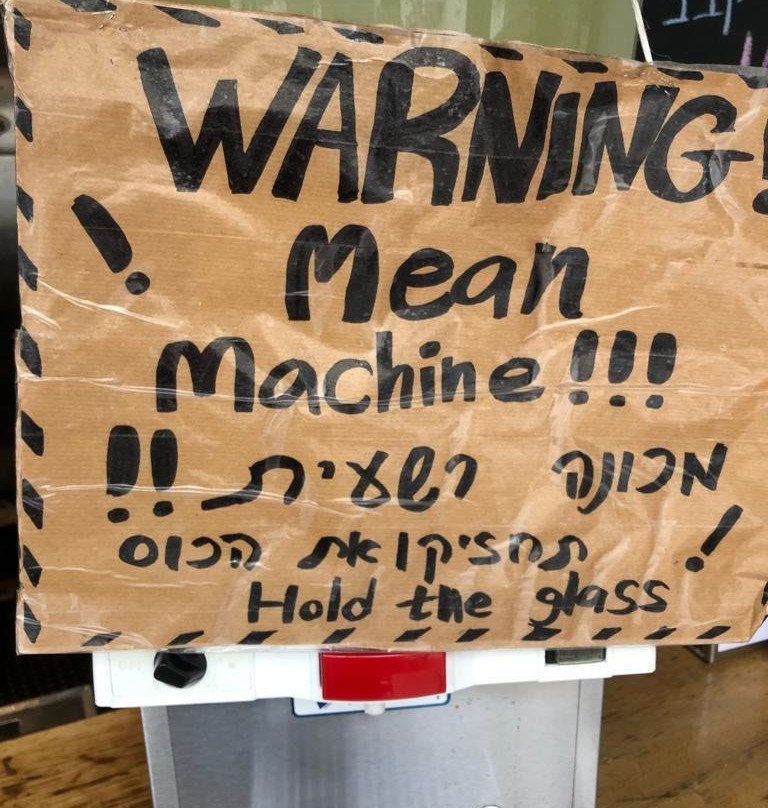 WARNING!
Mean
! Machine!!!
מכונה רשעית!!
תחזיקו את הכוס!
Hold the glass